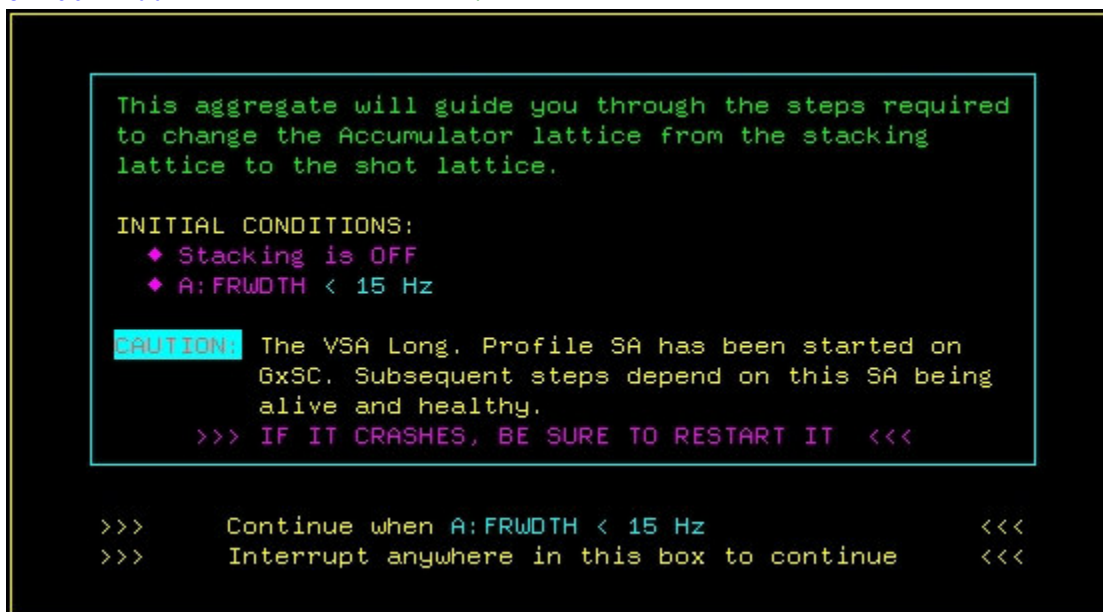 This aggregate will guide you through the steps required
to change the Accumulator lattice from the stacking
lattice to the shot lattice.
INITIAL CONDITIONS:
◆ Stacking is OFF
◆ A:FRWDTH < 15 Hz
CAUTION: The VSA Long. Profile SA has been started on
GxSC. Subsequent steps depend on this SA being
alive and healthy.
>>> IF IT CRASHES, BE SURE TO RESTART IT <<<
>>> Continue when A:FRWDTH < 15 Hz <<<
>>> Interrupt anywhere in this box to continue <<<